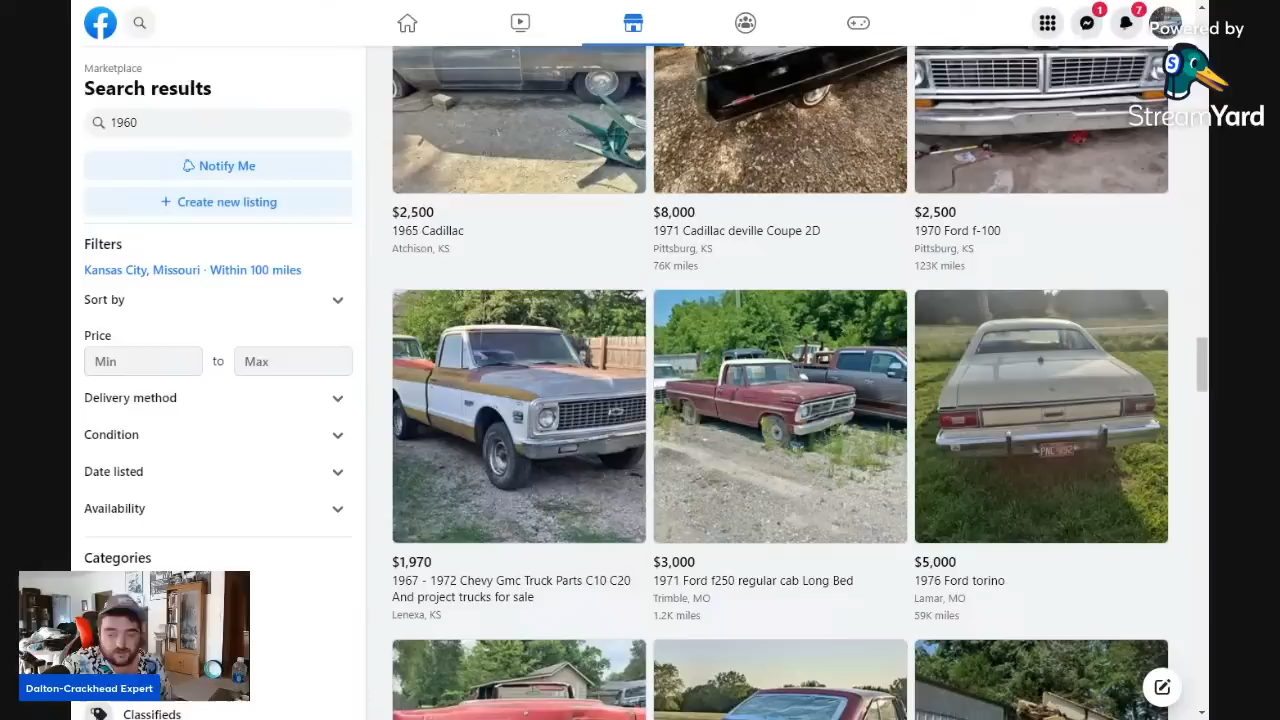 1
7
Powered by
StreamYard
Marketplace
Search results
1960
Notify Me
+ Create new listing
Filters
Kansas City, Missouri · Within 100 miles
Sort by
Price
Min
to
Max
Delivery method
Condition
Date listed
Availability
Categories
Classifieds
$2,500
1965 Cadillac
Atchison, KS
$8,000
1971 Cadillac deville Coupe 2D
Pittsburg, KS
76K miles
$2,500
1970 Ford f-100
Pittsburg, KS
123K miles
$1,970
1967 - 1972 Chevy Gmc Truck Parts C10 C20
And project trucks for sale
Lenexa, KS
$3,000
1971 Ford f250 regular cab Long Bed
Trimble, MO
1.2K miles
$5,000
1976 Ford torino
Lamar, MO
59K miles
Dalton-Crackhead Expert